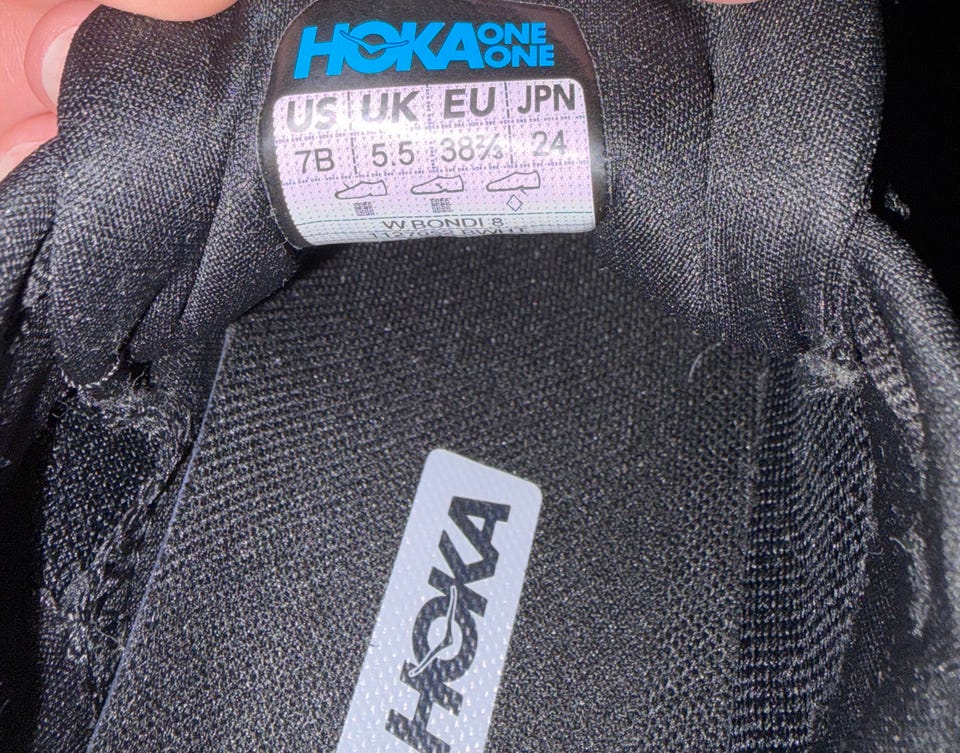 HOKA ONE ONE
US UK EU JPN
7B 5.5 38⅔ 24
W BONDI 8
HOKA